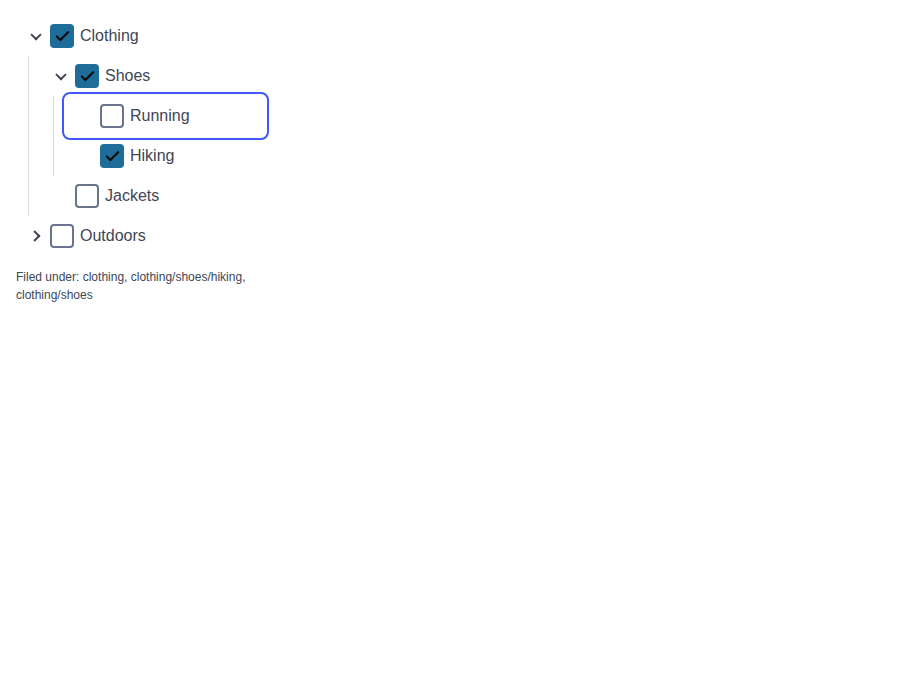 Clothing
Shoes
Running
Hiking
Jackets
Outdoors
Filed under: clothing, clothing/shoes/hiking,
clothing/shoes